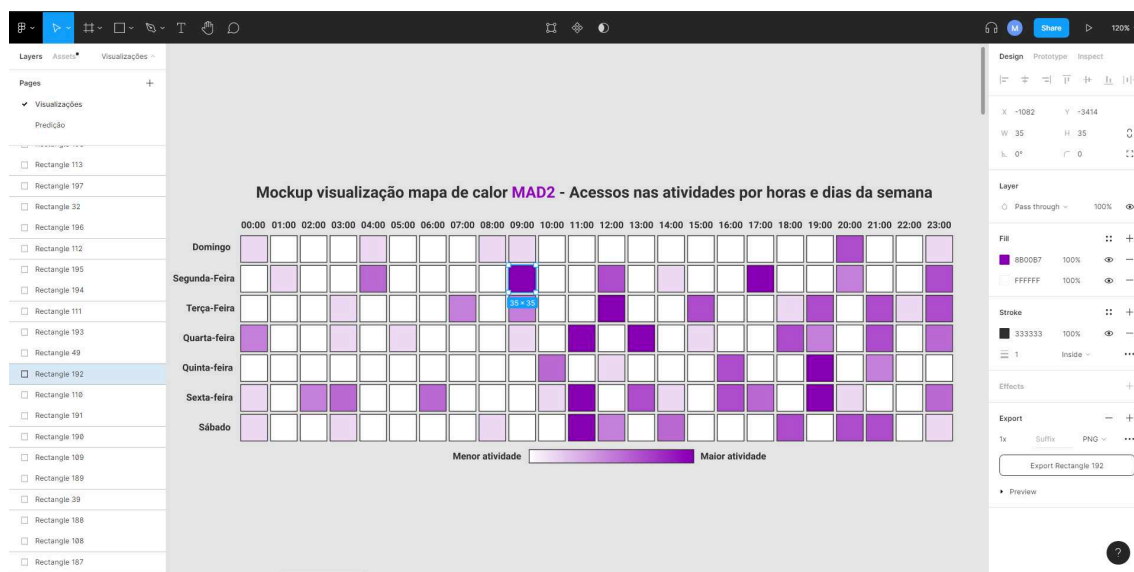 M
Share
120%
Layers Assets Visualizações
Pages
Visualizações
Predição
Rectangle 113
Rectangle 197
Rectangle 32
Rectangle 196
Rectangle 112
Rectangle 195
Rectangle 194
Rectangle 111
Rectangle 193
Rectangle 49
Rectangle 192
Rectangle 110
Rectangle 191
Rectangle 190
Rectangle 109
Rectangle 189
Rectangle 39
Rectangle 188
Rectangle 108
Rectangle 187
Mockup visualização mapa de calor MAD2 - Acessos nas atividades por horas e dias da semana
00:00 01:00 02:00 03:00 04:00 05:00 06:00 07:00 08:00 09:00 10:00 11:00 12:00 13:00 14:00 15:00 16:00 17:00 18:00 19:00 20:00 21:00 22:00 23:00
Domingo
Segunda-Feira
35 × 35
Terça-Feira
Quarta-feira
Quinta-feira
Sexta-feira
Sábado
Menor atividade Maior atividade
Design Prototype Inspect
X -1082 Y -3414
W 35 H 35
0° 0
Layer
Pass through 100%
Fill
8B00B7 100%
FFFFFF 100%
Stroke
333333 100%
1 Inside
Effects
Export
1x Suffix PNG
Export Rectangle 192
Preview
?